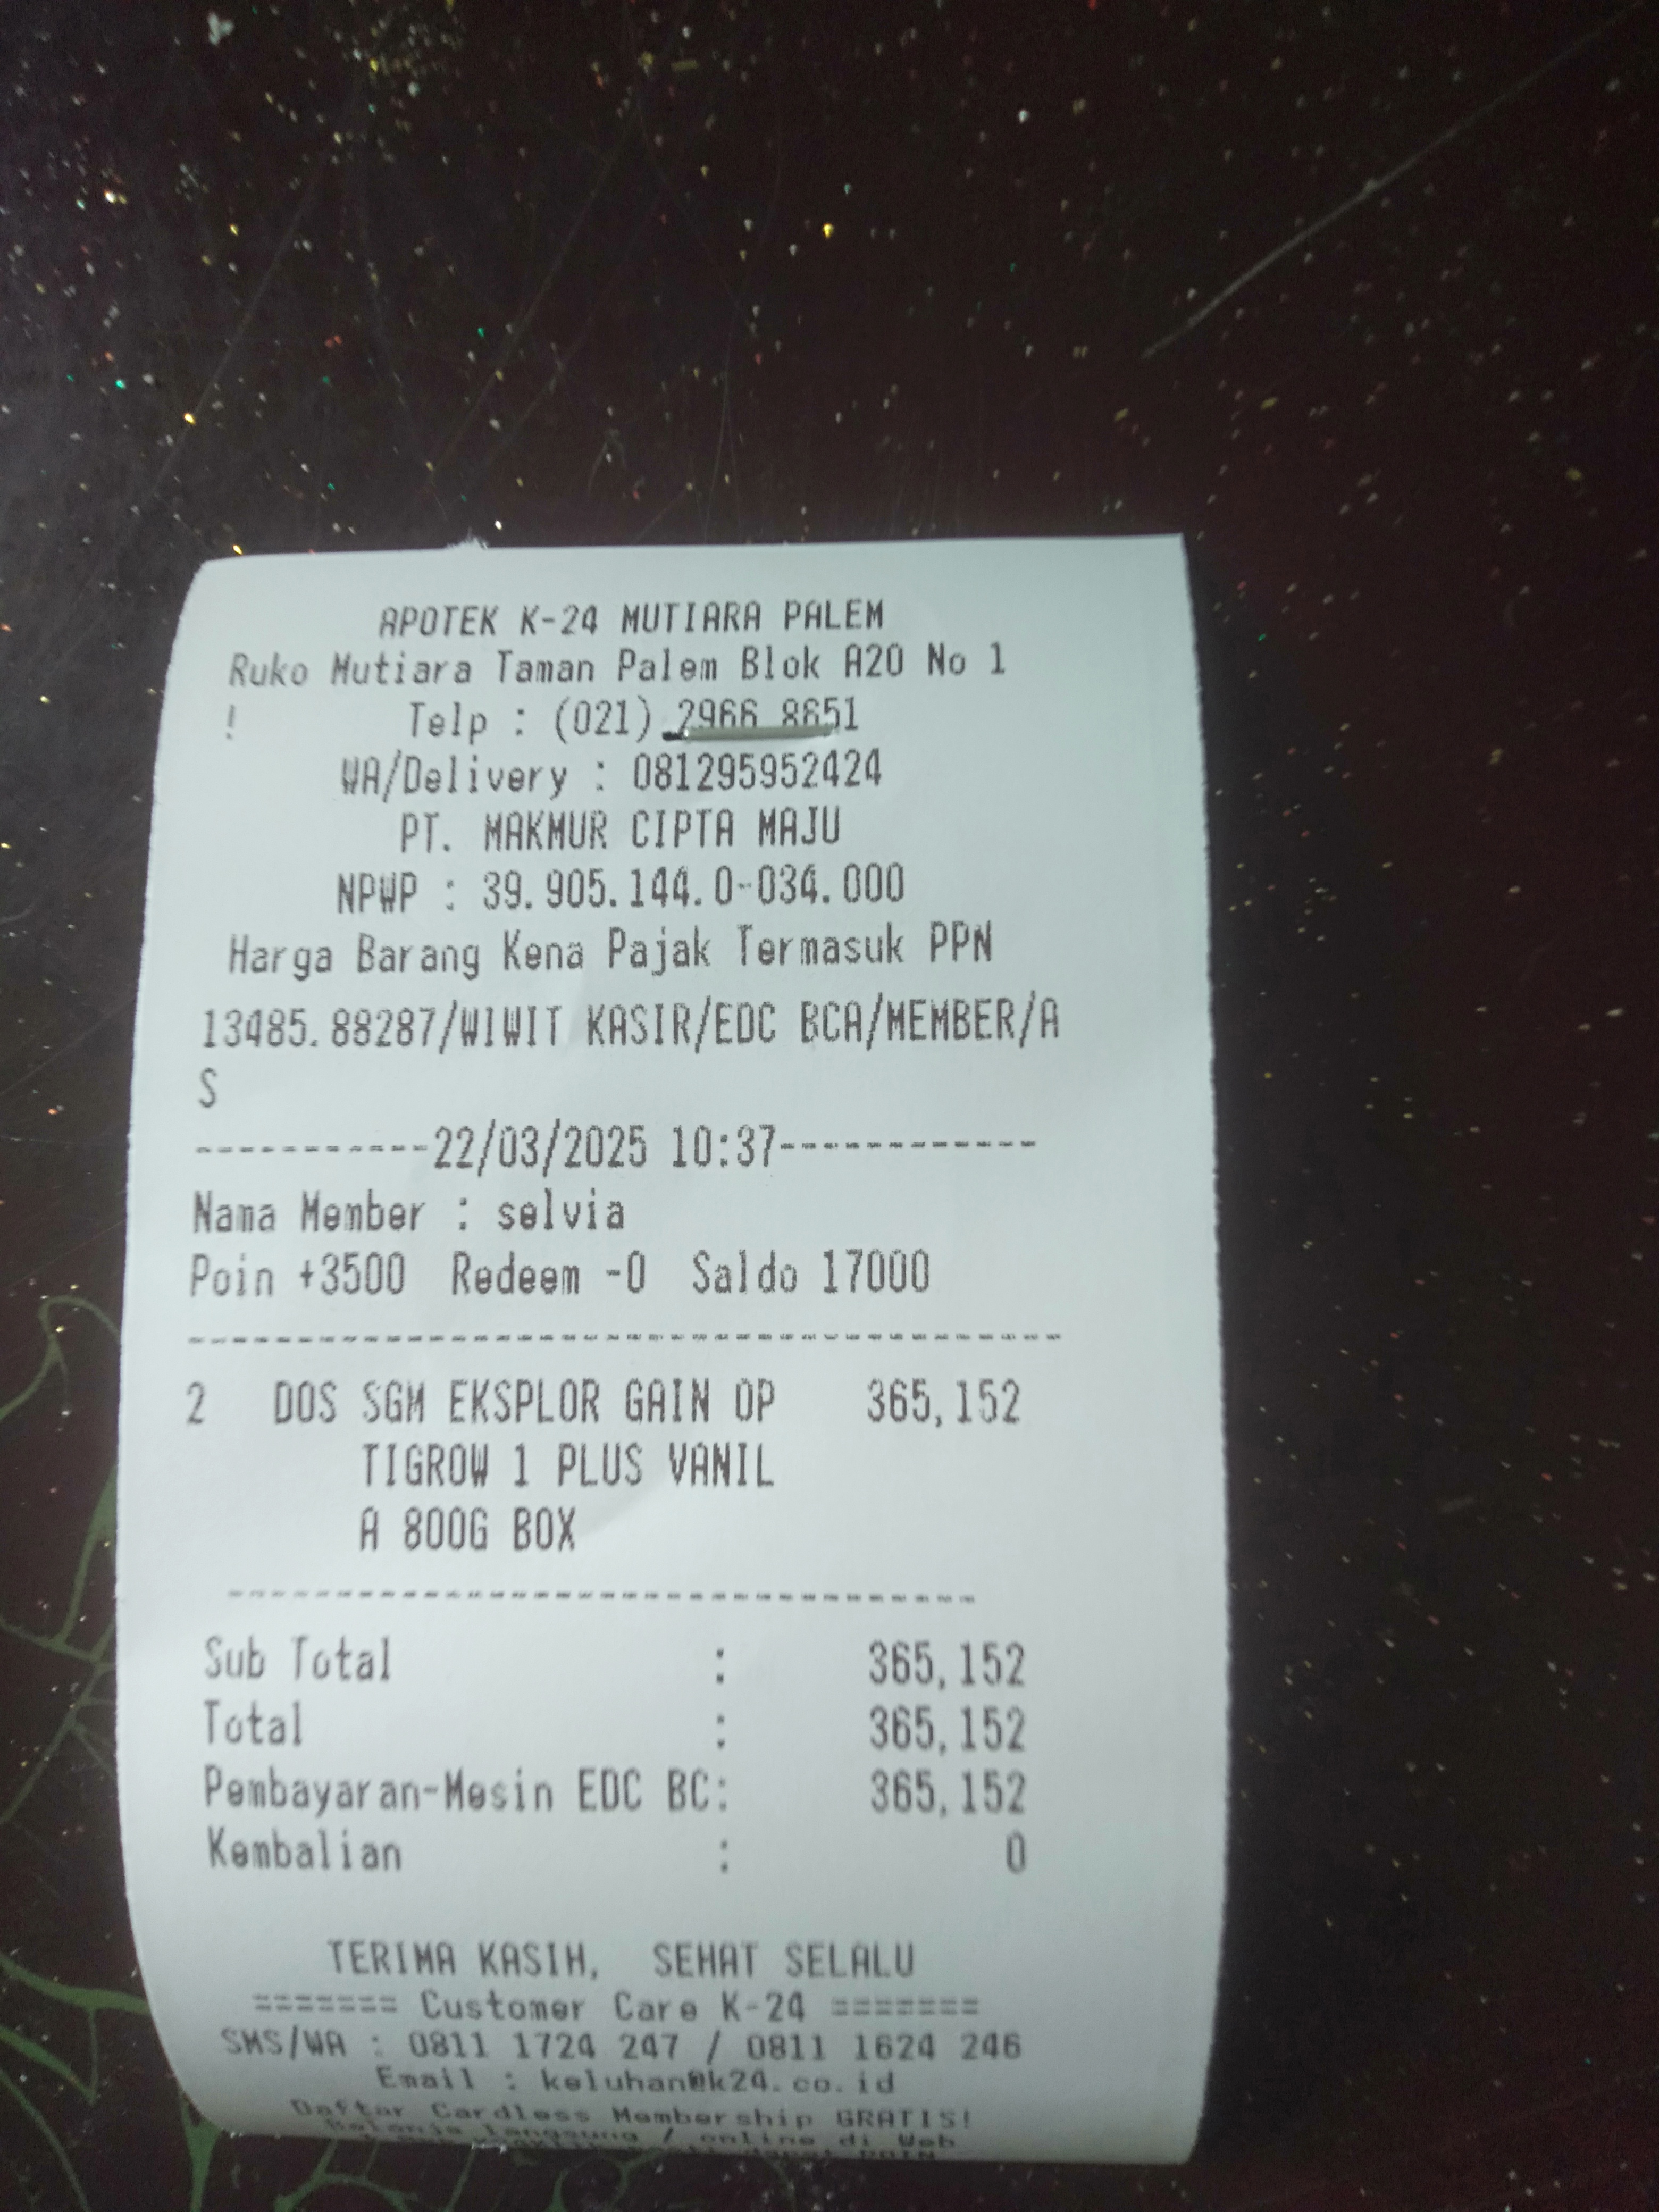 APOTEK K-24 MUTIARA PALEM
Ruko Mutiara Taman Palem Blok A20 No 1
! Telp : (021) 2966 8651
WA/Delivery : 081295952424
PT. MAKMUR CIPTA MAJU
NPWP : 39.905.144.0-034.000
Harga Barang Kena Pajak Termasuk PPN
13485.88287/WIWIT KASIR/EDC BCA/MEMBER/A
S
-----------22/03/2025 10:37------------
Nama Member : selvia
Poin +3500 Redeem -0 Saldo 17000
2 DOS SGM EKSPLOR GAIN OP 365,152
TIGROW 1 PLUS VANIL
A 800G BOX
Sub Total : 365,152
Total : 365,152
Pembayaran-Mesin EDC BC: 365,152
Kembalian : 0
TERIMA KASIH, SEHAT SELALU
======= Customer Care K-24 =======
SMS/WA : 0811 1724 247 / 0811 1624 246
Email : keluhan@k24.co.id
Daftar Cardless Membership GRATIS!
Belanja langsung / online di Web